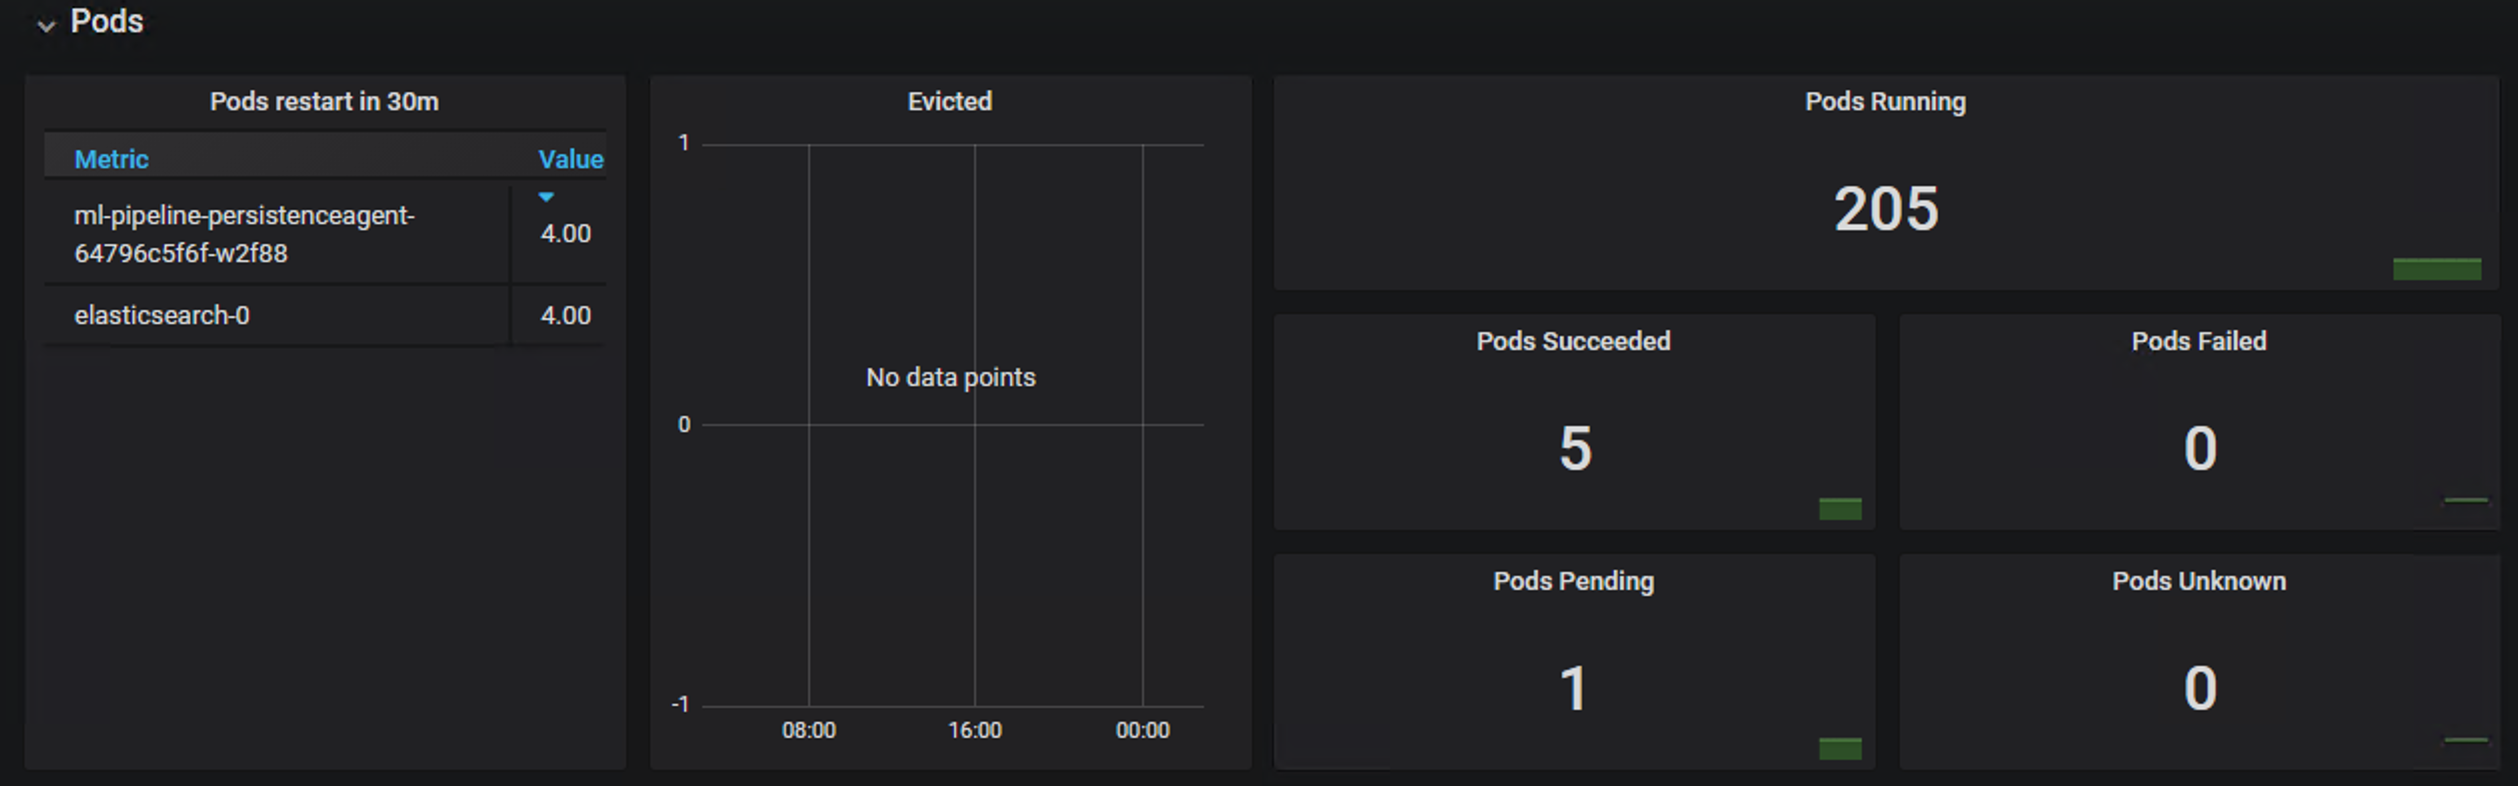 Pods
Pods restart in 30m
Metric Value
ml-pipeline-persistenceagent-
64796c5f6f-w2f88 4.00
elasticsearch-0 4.00
Evicted
1
No data points
0
-1
08:00 16:00 00:00
Pods Running
205
Pods Succeeded
5
Pods Failed
0
Pods Pending
1
Pods Unknown
0